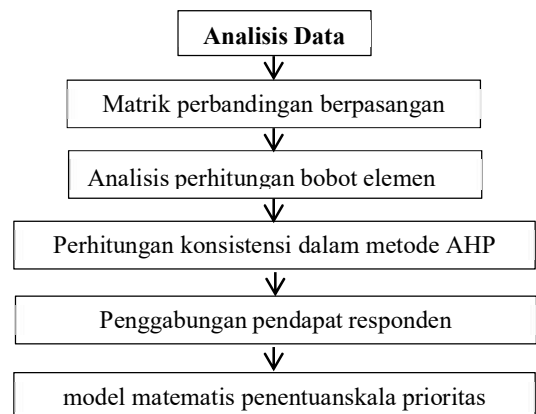 Analisis Data
Matrik perbandingan berpasangan
Analisis perhitungan bobot elemen
Perhitungan konsistensi dalam metode AHP
Penggabungan pendapat responden
model matematis penentuanskala prioritas